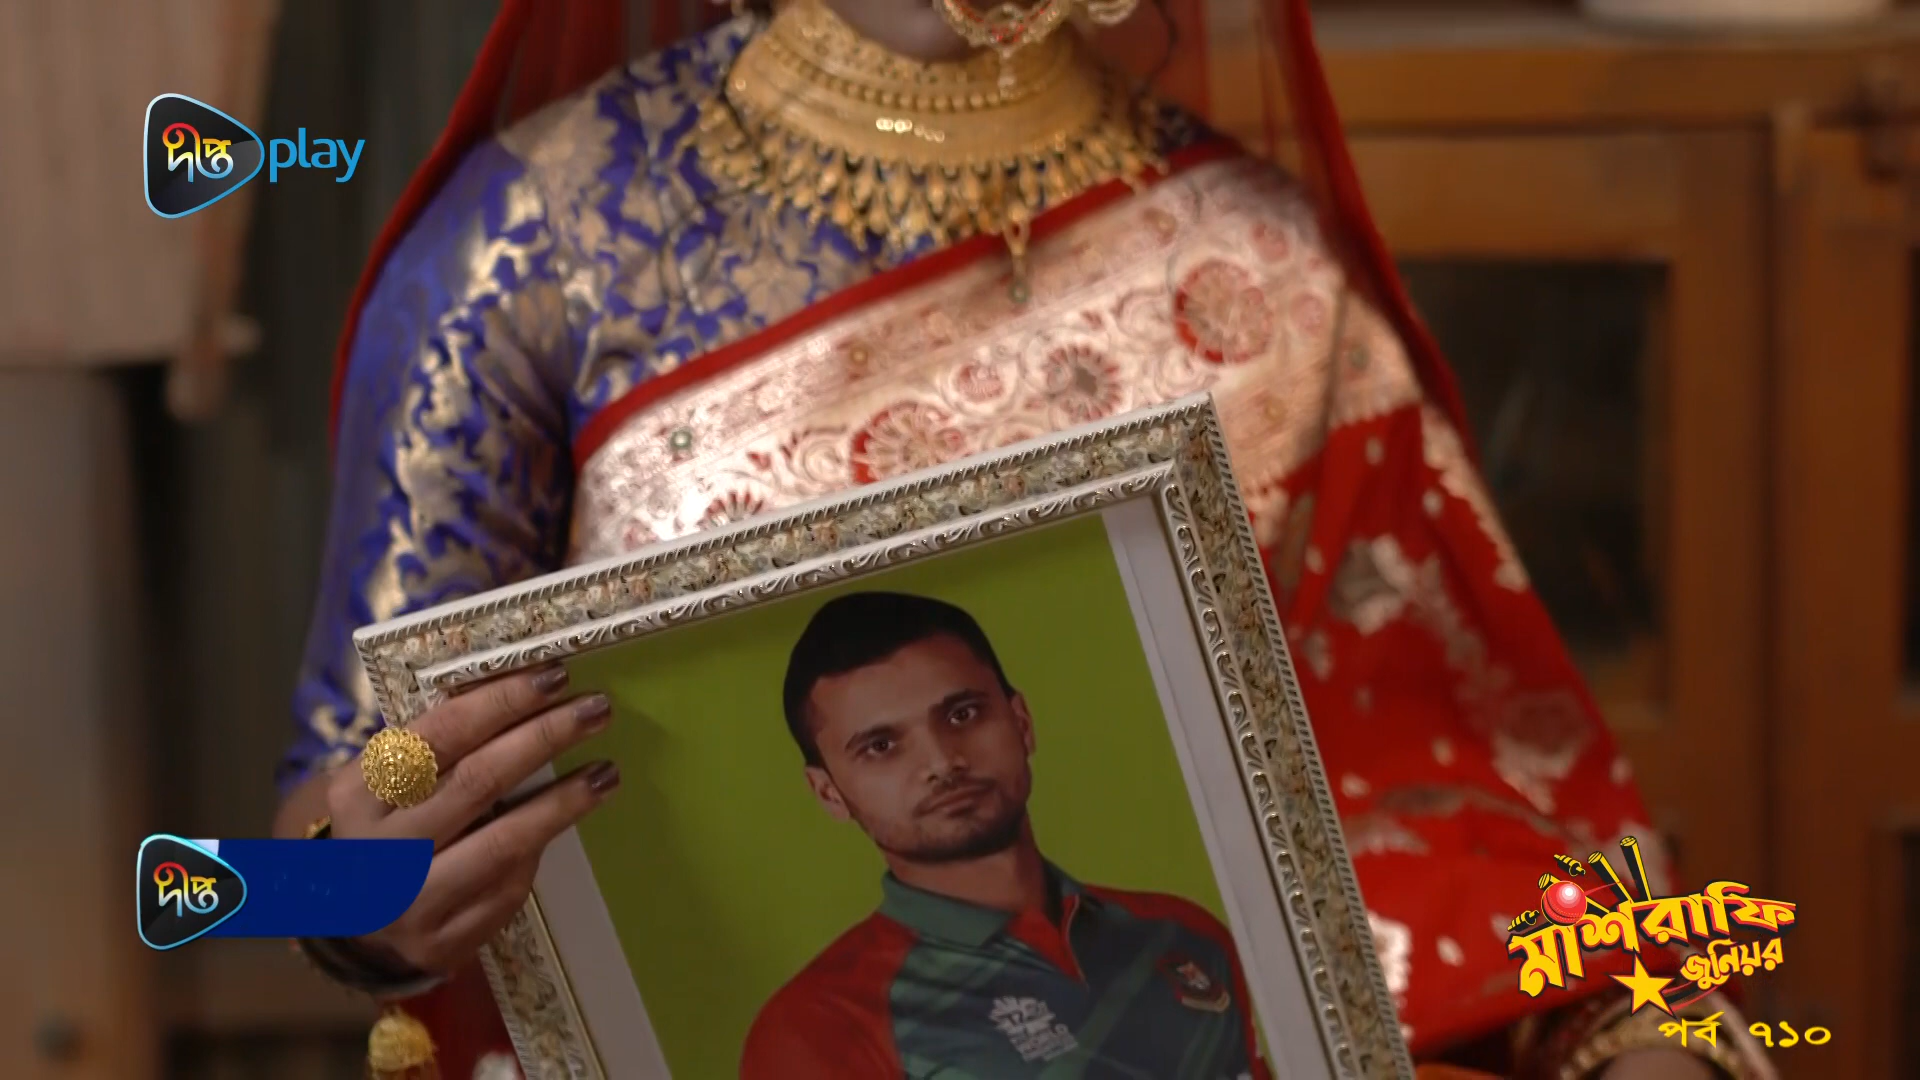 দীপ্ত play
দীপ্ত
মাশরাফি
জুনিয়র
পর্ব ৭১০